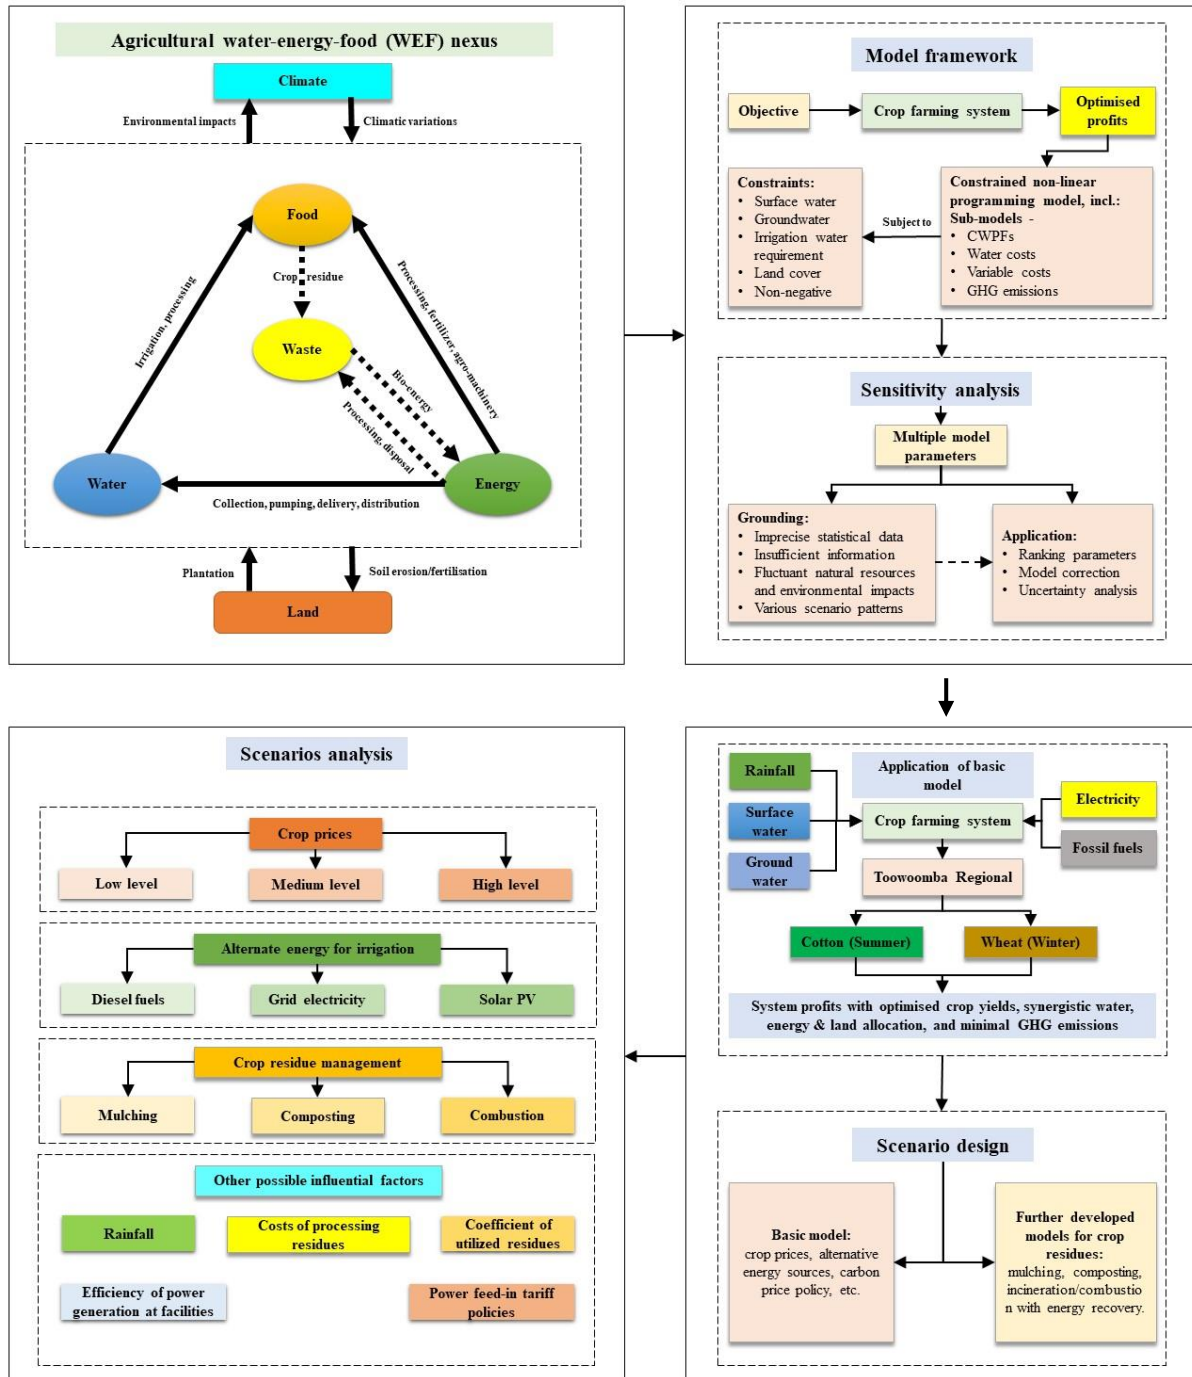 Agricultural water-energy-food (WEF) nexus
Climate
Environmental impacts
Climatic variations
Food
Crop residue
Irrigation, processing
Processing, fertilizer, agro-machinery
Waste
Bio-energy
Processing, disposal
Water
Energy
Collection, pumping, delivery, distribution
Plantation
Soil erosion/fertilisation
Land
Model framework
Objective
Crop farming system
Optimised
profits
Constraints:
• Surface water
• Groundwater
• Irrigation water
requirement
• Land cover
• Non-negative
Subject to
Constrained non-linear
programming model, incl.:
Sub-models -
• CWPFs
• Water costs
• Variable costs
• GHG emissions
Sensitivity analysis
Multiple model
parameters
Grounding:
• Imprecise statistical data
• Insufficient information
• Fluctuant natural resources
and environmental impacts
• Various scenario patterns
Application:
• Ranking parameters
• Model correction
• Uncertainty analysis
Scenarios analysis
Crop prices
Low level
Medium level
High level
Alternate energy for irrigation
Diesel fuels
Grid electricity
Solar PV
Crop residue management
Mulching
Composting
Combustion
Other possible influential factors
Rainfall
Costs of processing
residues
Coefficient of
utilized residues
Efficiency of power
generation at facilities
Power feed-in tariff
policies
Rainfall
Application of basic
model
Surface
water
Crop farming system
Electricity
Fossil fuels
Ground
water
Toowoomba Regional
Cotton (Summer)
Wheat (Winter)
System profits with optimised crop yields, synergistic water,
energy & land allocation, and minimal GHG emissions
Scenario design
Basic model:
crop prices, alternative
energy sources, carbon
price policy, etc.
Further developed
models for crop
residues:
mulching, composting,
incineration/combustio
n with energy recovery.